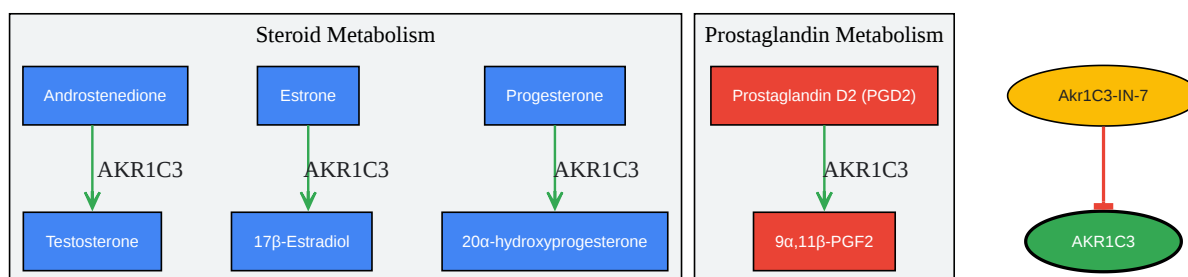 Steroid Metabolism
Prostaglandin Metabolism
Androstenedione
Estrone
Progesterone
Prostaglandin D2 (PGD2)
Akr1C3-IN-7
AKR1C3
AKR1C3
AKR1C3
AKR1C3
Testosterone
17β-Estradiol
20α-hydroxyprogesterone
9α,11β-PGF2
AKR1C3